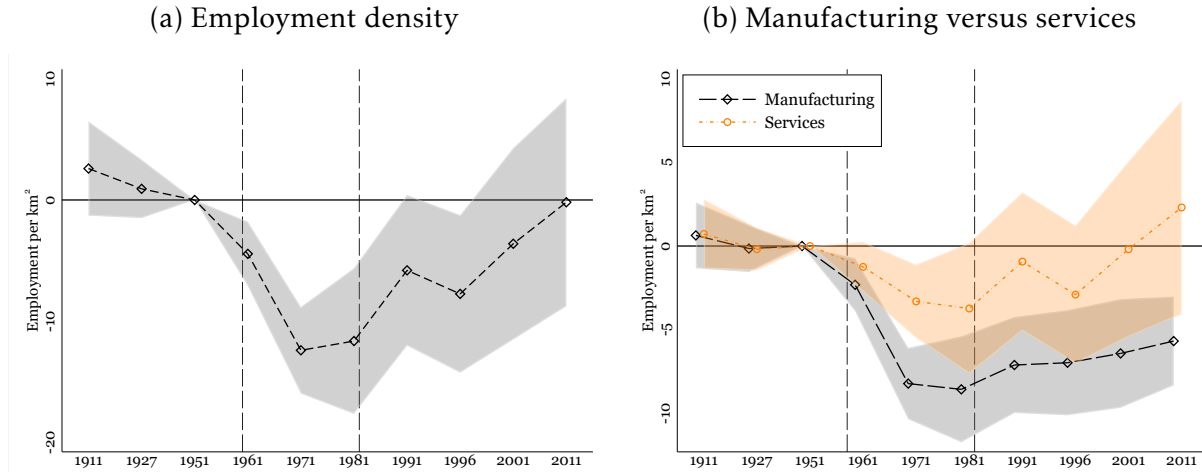 (a) Employment density
Employment per km²
10
0
-10
-20
1911 1927 1951 1961 1971 1981 1991 1996 2001 2011
(b) Manufacturing versus services
Employment per km²
10
5
0
-5
-10
Manufacturing
Services
1911 1927 1951 1961 1971 1981 1991 1996 2001 2011